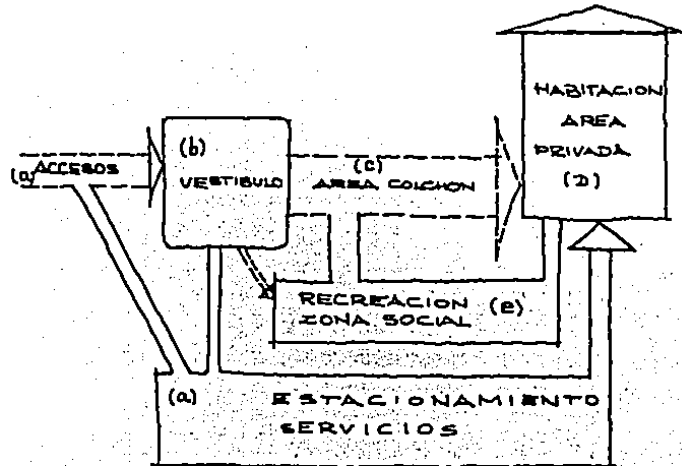 (a) ACCESOS
(b)
VESTIBULO
(c)
AREA COLCHON
HABITACION
AREA
PRIVADA
(D)
RECREACION (e)
ZONA SOCIAL
(a)
ESTACIONAMIENTO
SERVICIOS